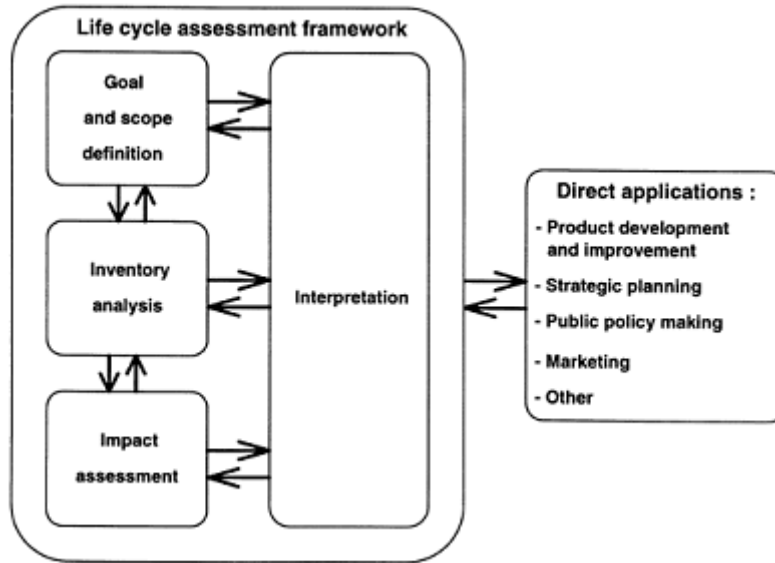 Life cycle assessment framework
Goal
and scope
definition
Inventory
analysis
Impact
assessment
Interpretation
Direct applications :
- Product development
and improvement
- Strategic planning
- Public policy making
- Marketing
- Other